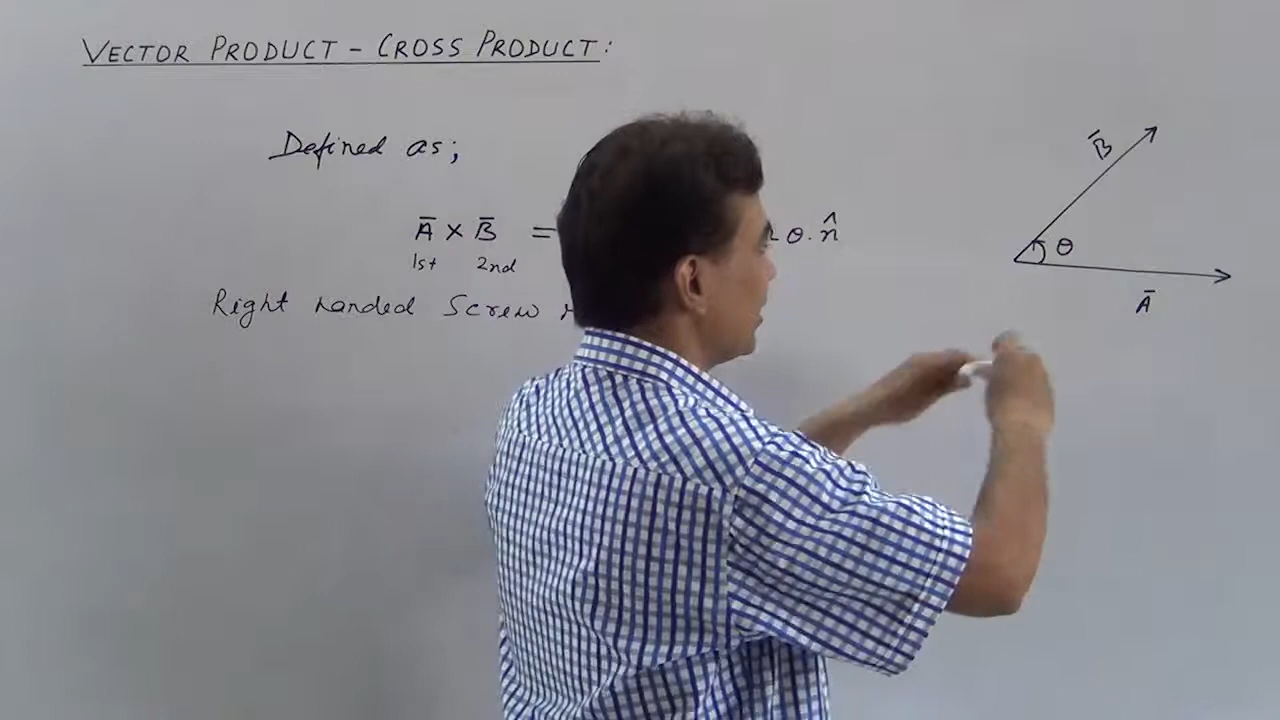 VECTOR PRODUCT - CROSS PRODUCT:
Defined as;
A̅ × B̅ = θ. n̂
1st 2nd
Right Handed Screw
B̅
θ
A̅